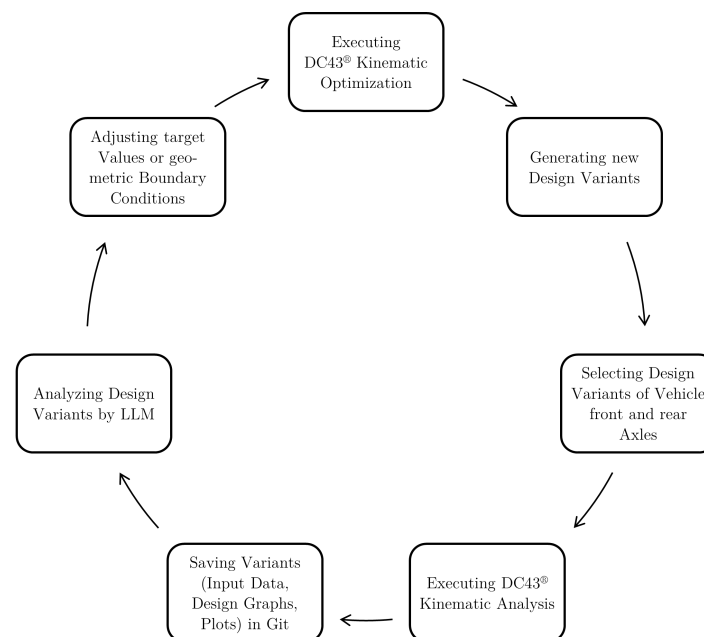 Executing
DC43® Kinematic
Optimization
Generating new
Design Variants
Selecting Design
Variants of Vehicle
front and rear
Axles
Executing DC43®
Kinematic Analysis
Saving Variants
(Input Data,
Design Graphs,
Plots) in Git
Analyzing Design
Variants by LLM
Adjusting target
Values or geo-
metric Boundary
Conditions